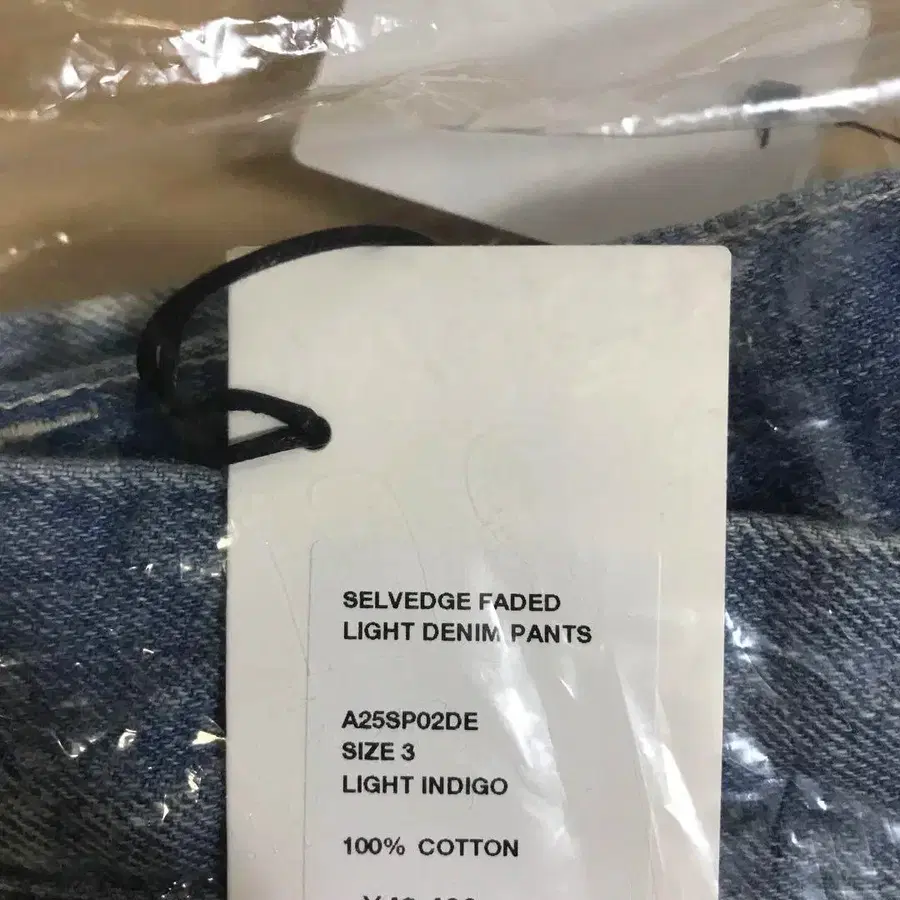 SELVEDGE FADED
LIGHT DENIM PANTS
A25SP02DE
SIZE 3
LIGHT INDIGO
100% COTTON